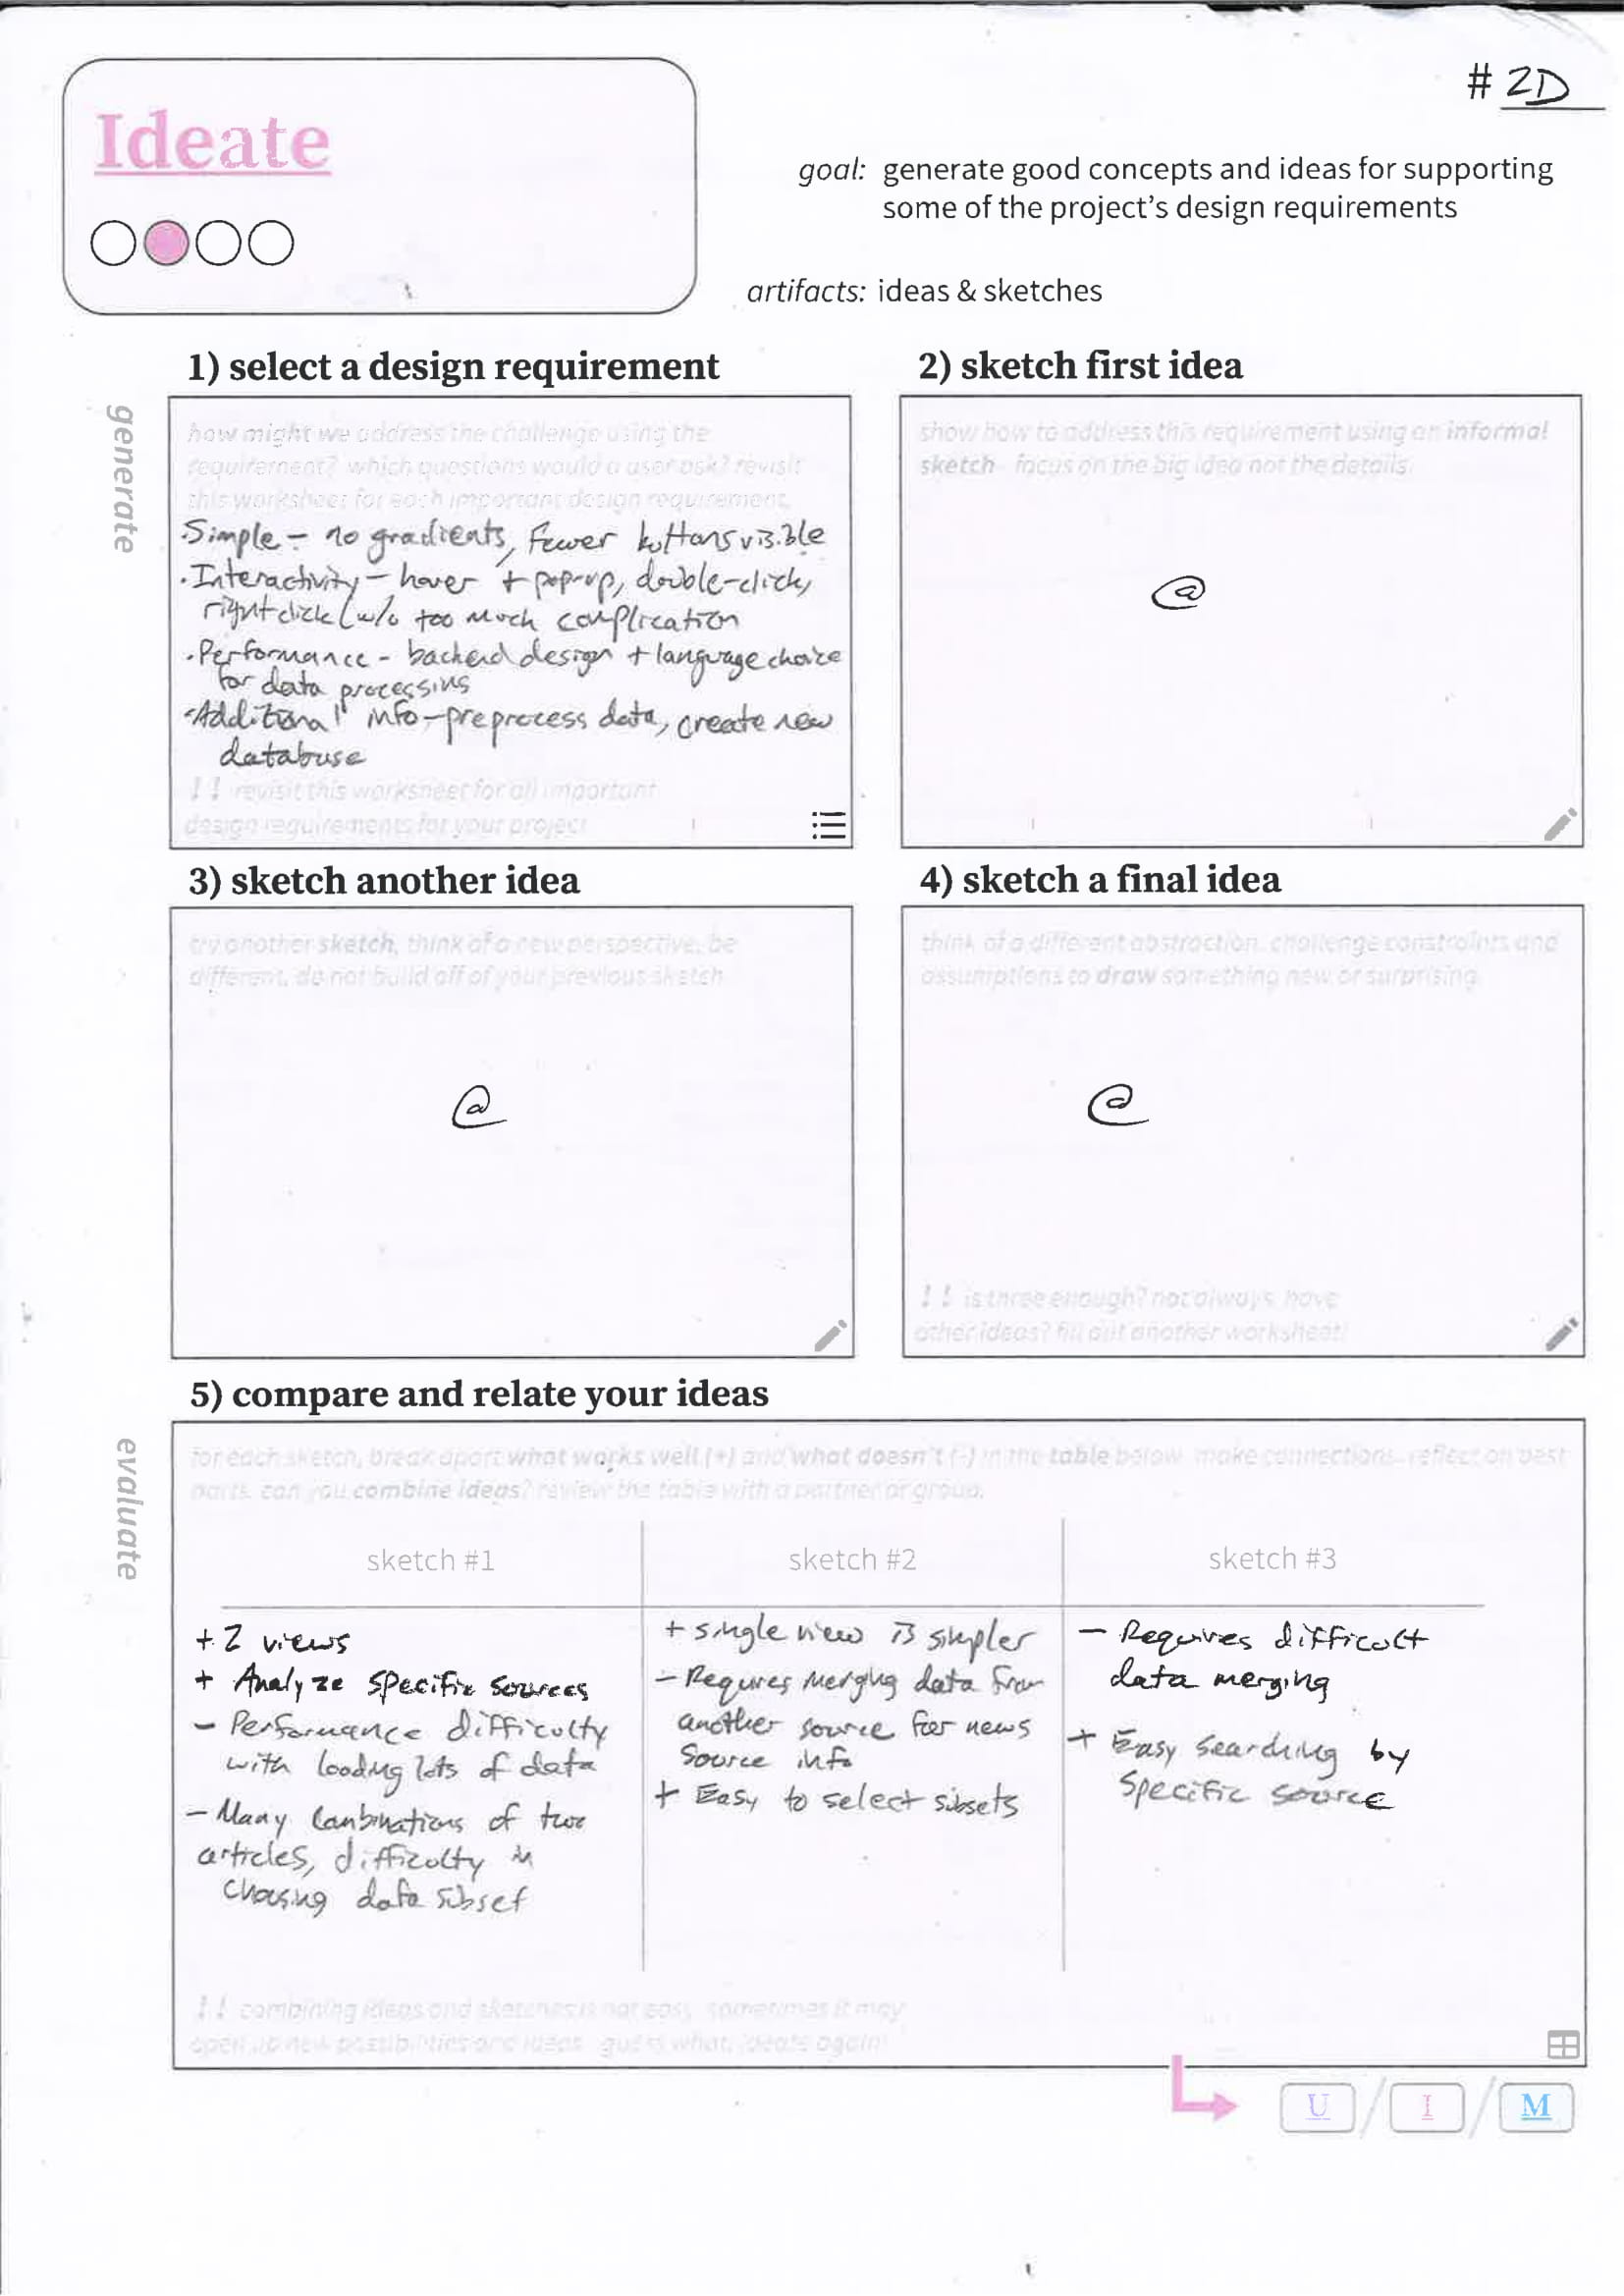 # 2D
Ideate
goal: generate good concepts and ideas for supporting
some of the project's design requirements
artifacts: ideas & sketches
generate
1) select a design requirement
how might we address the challenge using the
requirement? which questions would a user ask? revisit
this worksheet for each important design requirement.
·Simple - no gradients, fewer buttons visible
·Interactivity - hover + pop-up, double-click,
right click (w/o too much complication
·Performance - backend design + language choice
for data processing
·Additional info - preprocess data, create new
database
!! revisit this worksheet for all important
design requirements for your project
2) sketch first idea
show how to address this requirement using an informal
sketch - focus on the big idea not the details.
@
3) sketch another idea
try another sketch, think of a new perspective, be
different, do not build off of your previous sketch
@
4) sketch a final idea
think of a different abstraction, challenge constraints and
assumptions to draw something new or surprising.
@
!! is three enough? not always, have
other ideas? fill out another worksheet!
evaluate
5) compare and relate your ideas
for each sketch, break apart what works well (+) and what doesn't (-) in the table below. make connections. reflect on best
parts. can you combine ideas? review the table with a partner or group.
sketch #1
+ 2 views
+ Analyze specific sources
- Performance difficulty
with loading lots of data
- Many combinations of two
articles, difficulty in
choosing data subset
sketch #2
+ single view is simpler
- Requires merging data from
another source for news
source info
+ Easy to select subsets
sketch #3
- Requires difficult
data merging
+ Easy searching by
specific source
!! combining ideas and sketches is not easy, sometimes it may
open up new possibilities and ideas. guess what, ideate again!
U / I / M